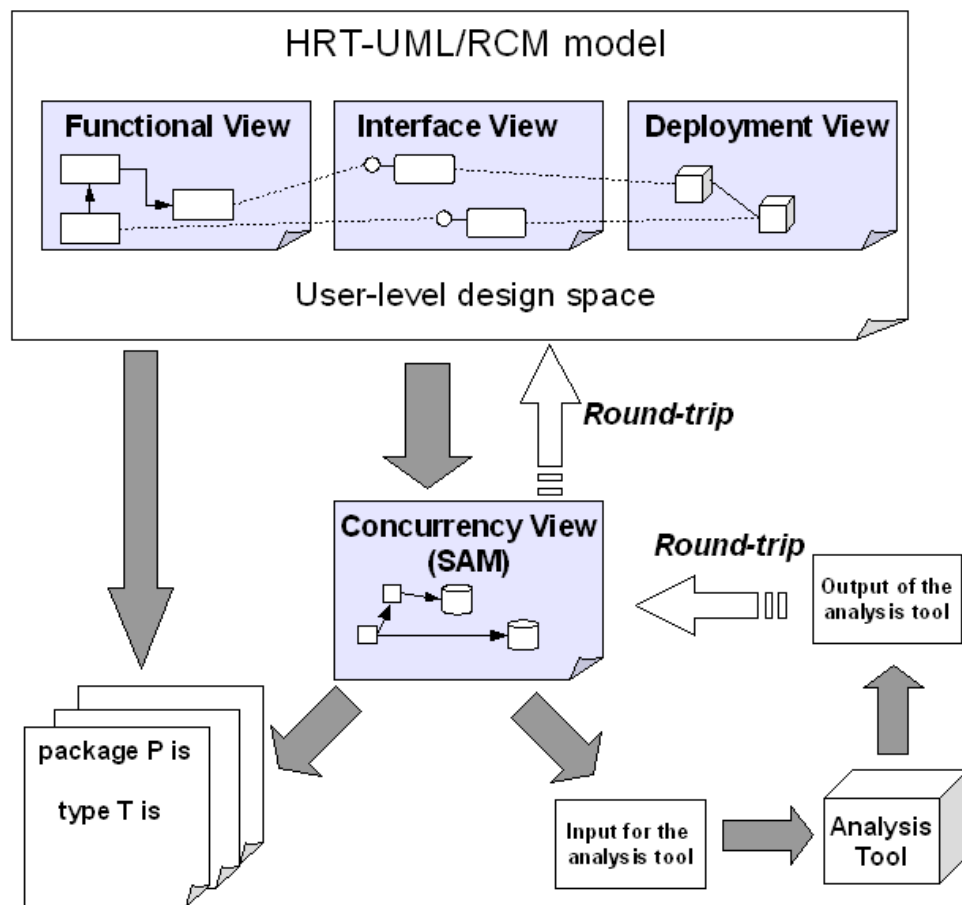 HRT-UML/RCM model
Functional View
Interface View
Deployment View
User-level design space
Round-trip
Concurrency View
(SAM)
Round-trip
Output of the
analysis tool
package P is
type T is
Input for the
analysis tool
Analysis
Tool